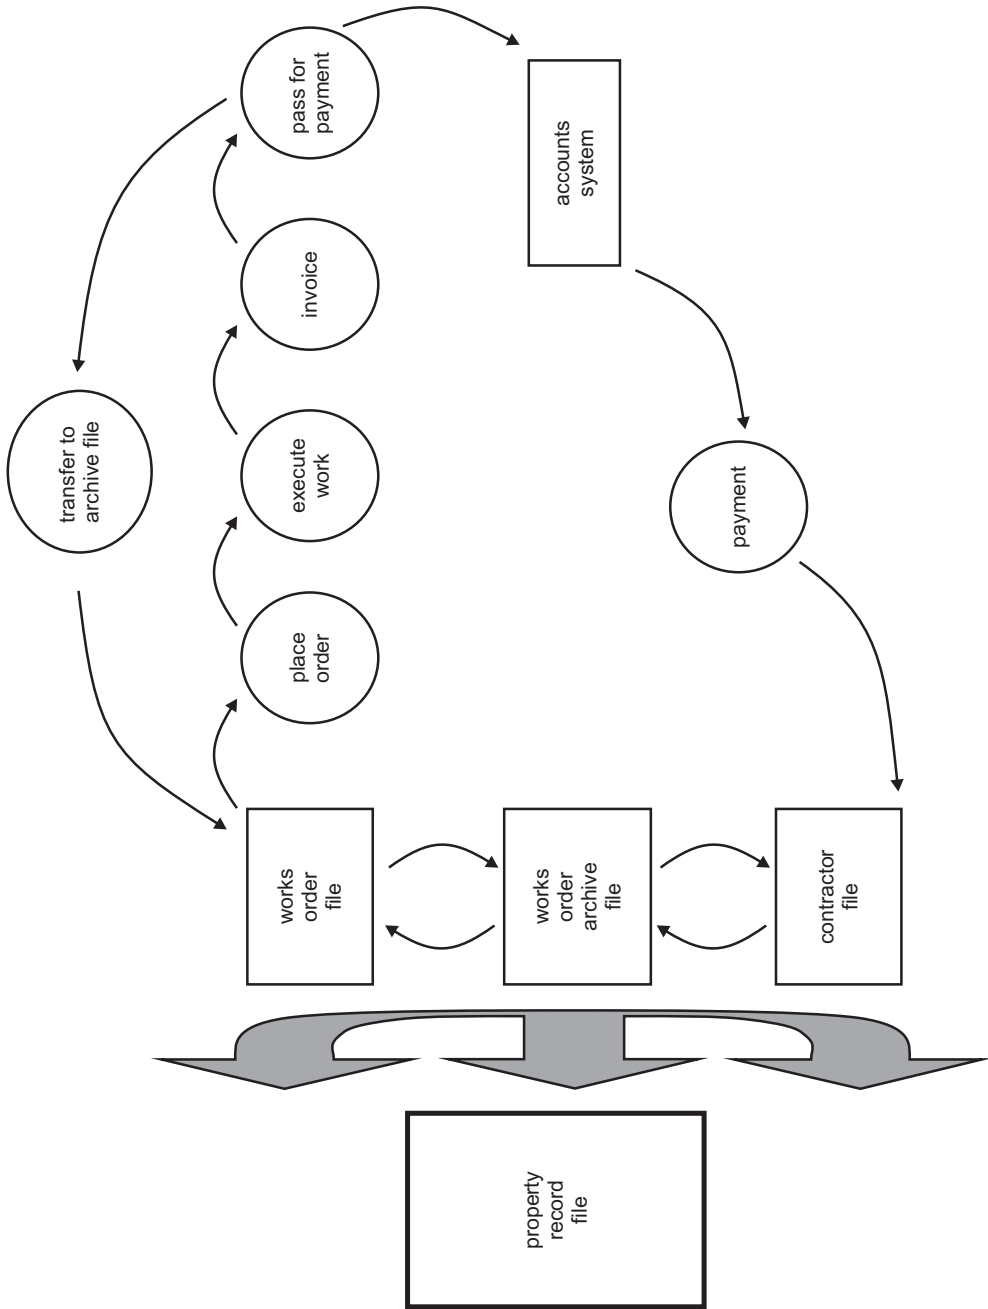 property
record
file
works
order
file
works
order
archive
file
contractor
file
place
order
execute
work
invoice
pass for
payment
transfer to
archive file
accounts
system
payment